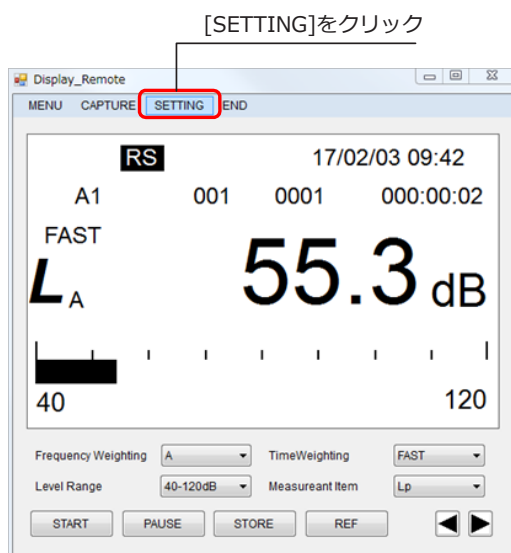 [SETTING]をクリック
Display_Remote
MENU CAPTURE SETTING END
RS 17/02/03 09:42
A1 001 0001 000:00:02
FAST
LA 55.3 dB
40 120
Frequency Weighting A TimeWeighting FAST
Level Range 40-120dB Measureant Item Lp
START PAUSE STORE REF